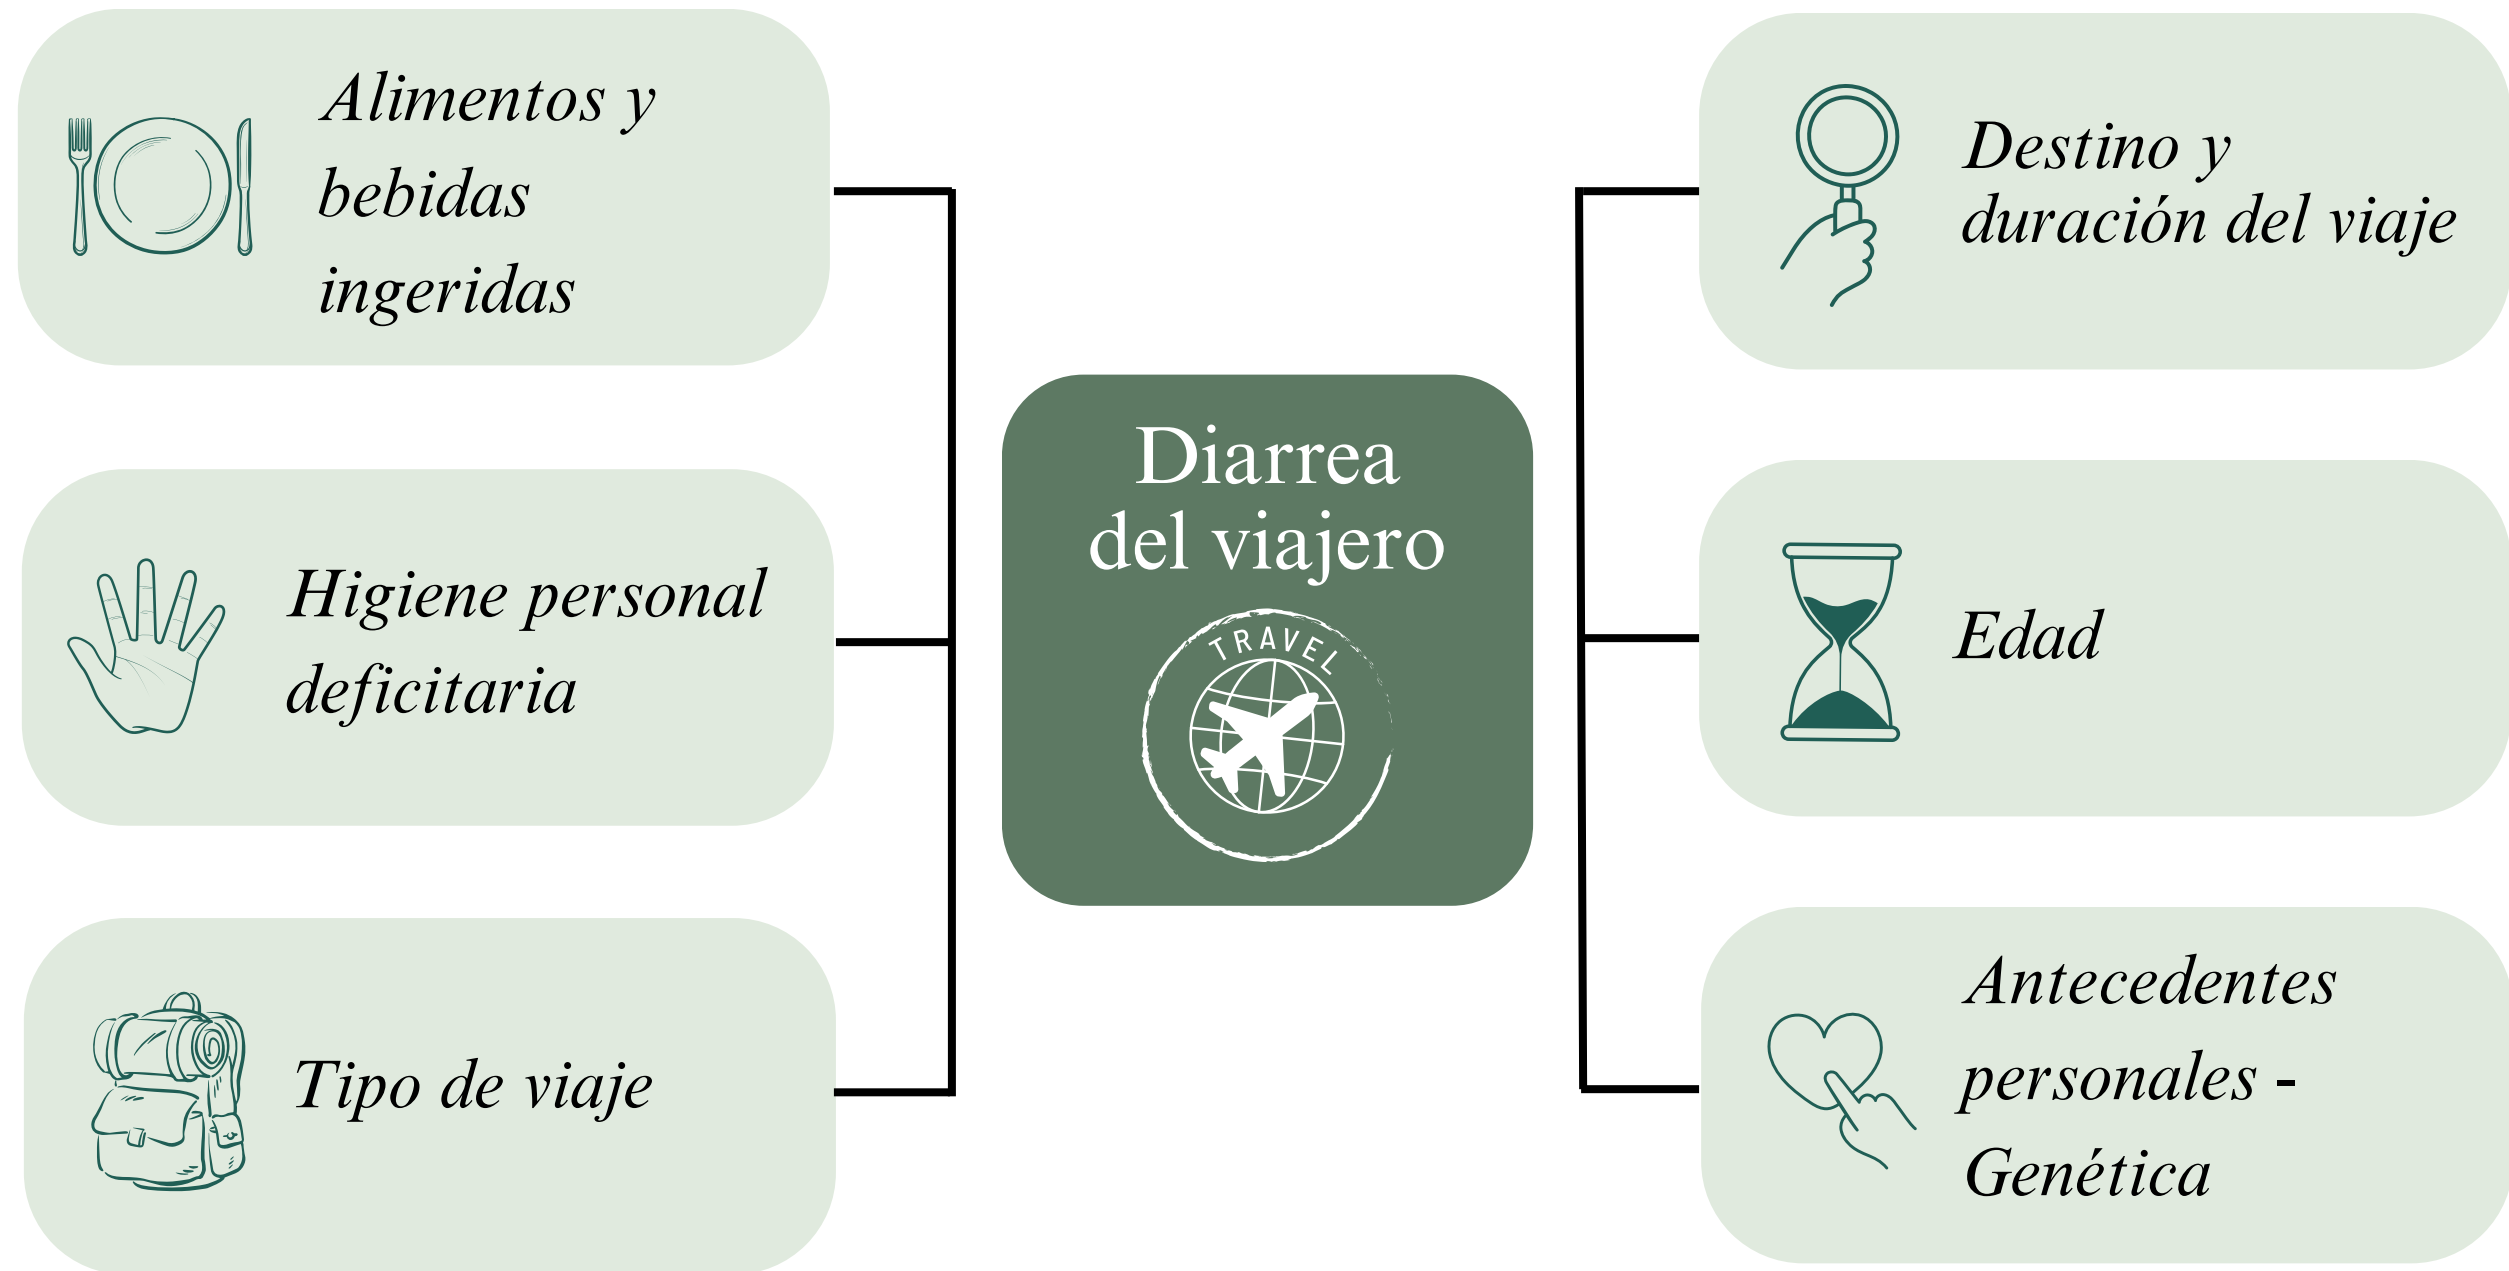 Alimentos y
bebidas
ingeridas
Higiene personal
deficitaria
Tipo de viaje
Diarrea
del viajero
TRAVEL
Destino y
duración del viaje
Edad
Antecedentes
personales -
Genética